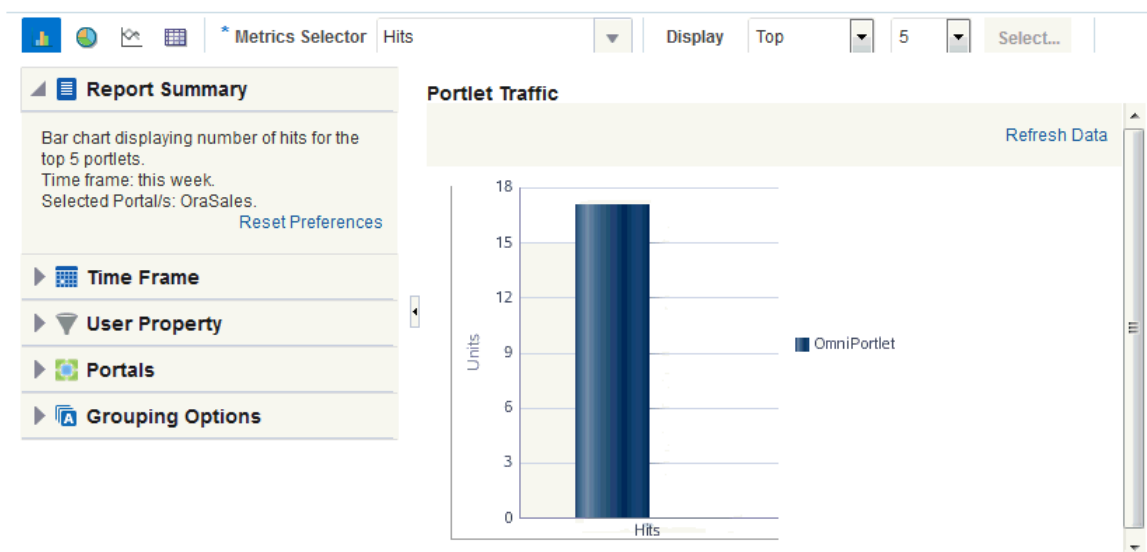 * Metrics Selector Hits Display Top 5 Select...
Report Summary
Bar chart displaying number of hits for the
top 5 portlets.
Time frame: this week.
Selected Portal/s: OraSales.
Reset Preferences
Time Frame
User Property
Portals
A Grouping Options
Portlet Traffic
Refresh Data
18
15
12
9
6
3
0
Units
Hits
OmniPortlet